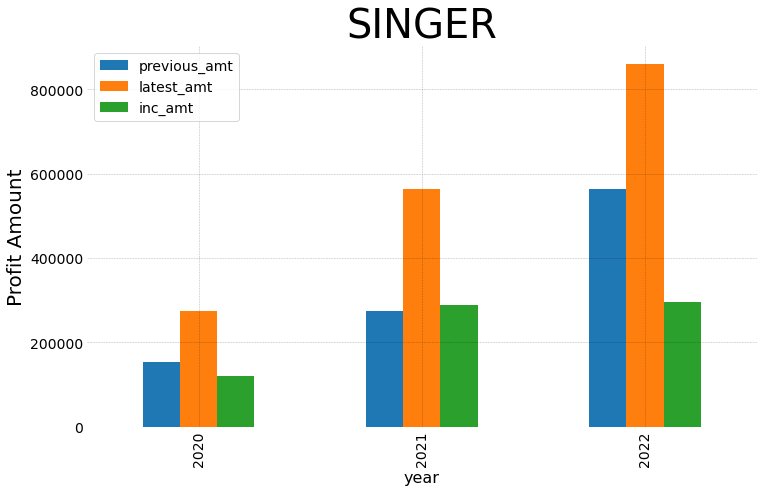 SINGER
previous_amt
latest_amt
inc_amt
Profit Amount
800000
600000
400000
200000
0
2020
2021
2022
year